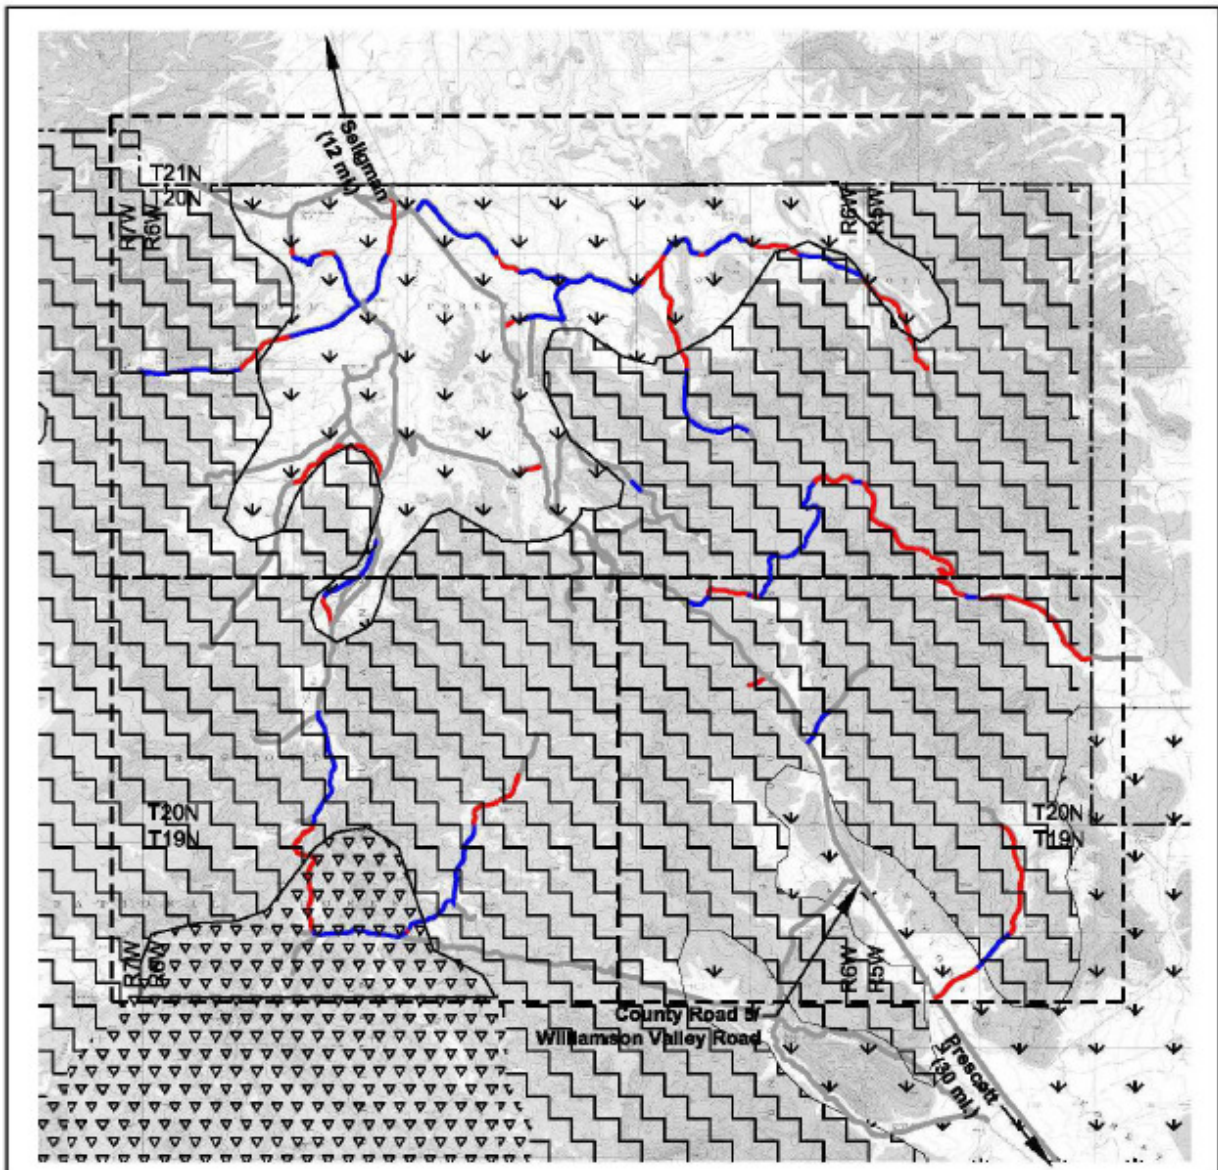 Seligman
(12 mi.)
T21N
T20N
R7W
R6W
R6W
R5W
T20N
T19N
T20N
T19N
R7W
R6W
R6W
R5W
County Road 5/
Williamson Valley Road
Prescott
(30 mi.)